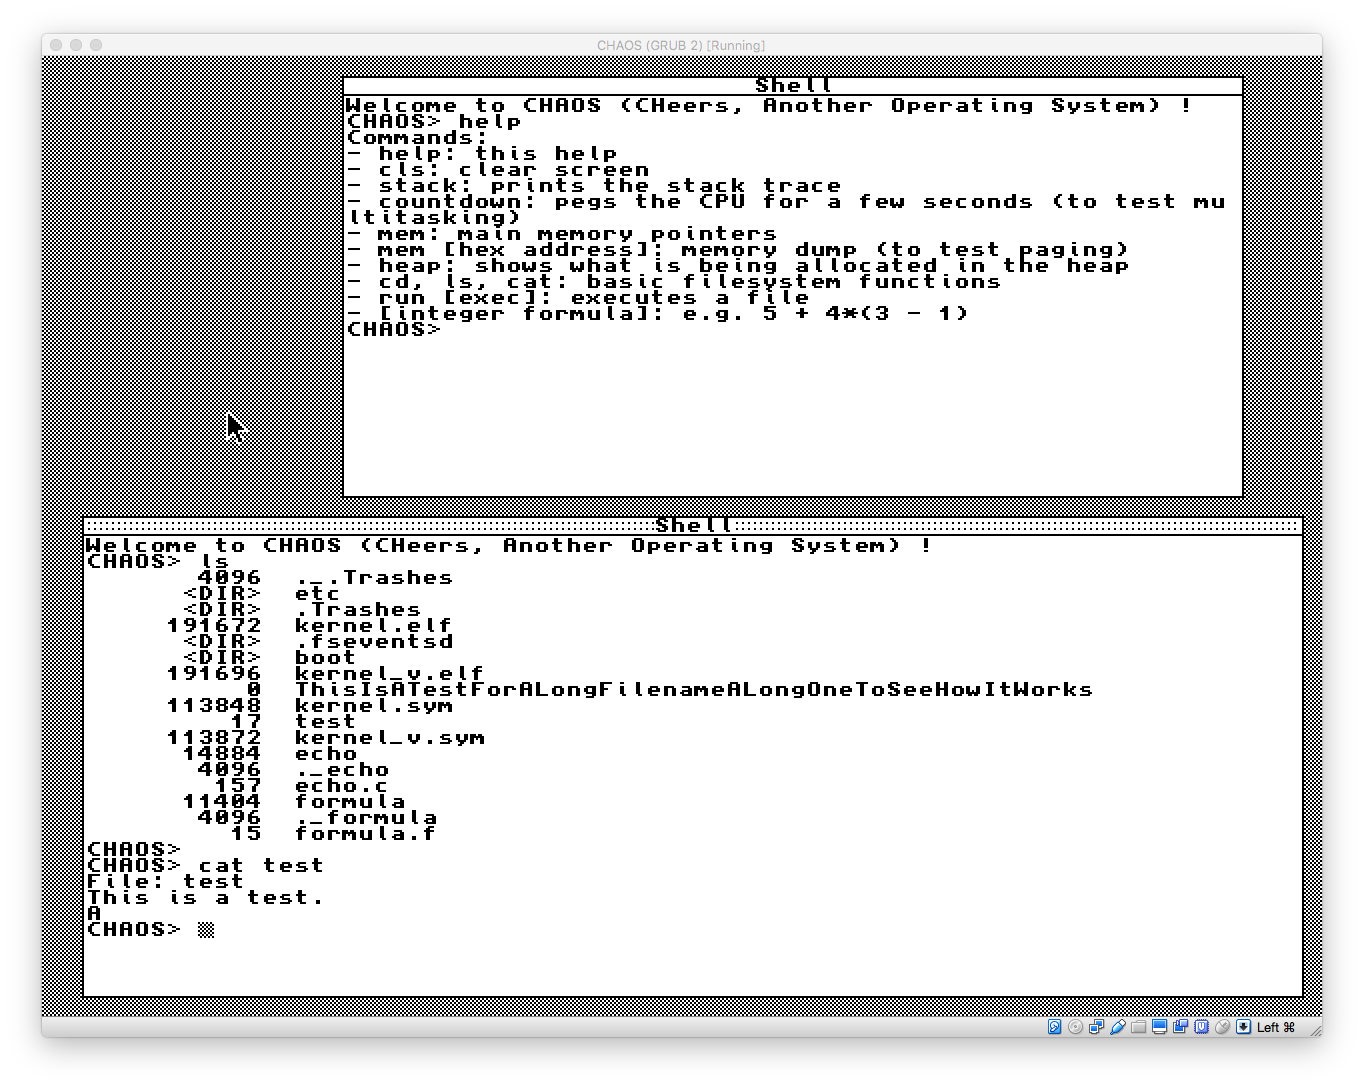 CHAOS (GRUB 2) [Running]
Shell
Welcome to CHAOS (CHeers, Another Operating System) !
CHAOS> help
Commands:
- help: this help
- cls: clear screen
- stack: prints the stack trace
- countdown: pegs the CPU for a few seconds (to test mu
ltitasking)
- mem: main memory pointers
- mem [hex address]: memory dump (to test paging)
- heap: shows what is being allocated in the heap
- cd, ls, cat: basic filesystem functions
- run [exec]: executes a file
- [integer formula]: e.g. 5 + 4*(3 - 1)
CHAOS>
Shell
Welcome to CHAOS (CHeers, Another Operating System) !
CHAOS> ls
4096 ._.Trashes
<DIR> etc
<DIR> .Trashes
191672 kernel.elf
<DIR> .fseventsd
<DIR> boot
191696 kernel_v.elf
0 ThisIsATestForALongFilenameALongOneToSeeHowItWorks
113848 kernel.sym
17 test
113872 kernel_v.sym
14884 echo
4096 ._echo
157 echo.c
11404 formula
4096 ._formula
15 formula.f
CHAOS>
CHAOS> cat test
File: test
This is a test.
A
CHAOS>
Left ⌘